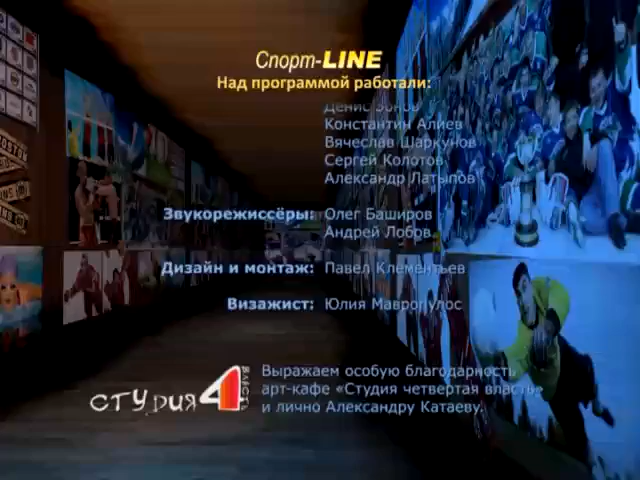 Спорт-LINE
Над программой работали:
Константин Алиев
Вячеслав Шаркунов
Сергей Колотов
Александр Латыпов
Звукорежиссёры: Олег Баширов
Андрей Лобров
Дизайн и монтаж: Павел Клементьев
Визажист: Юлия Мавропулос
студия 4 власть
Выражаем особую благодарность
арт-кафе «Студия четвертая власть»
и лично Александру Катаеву.
BOSTON